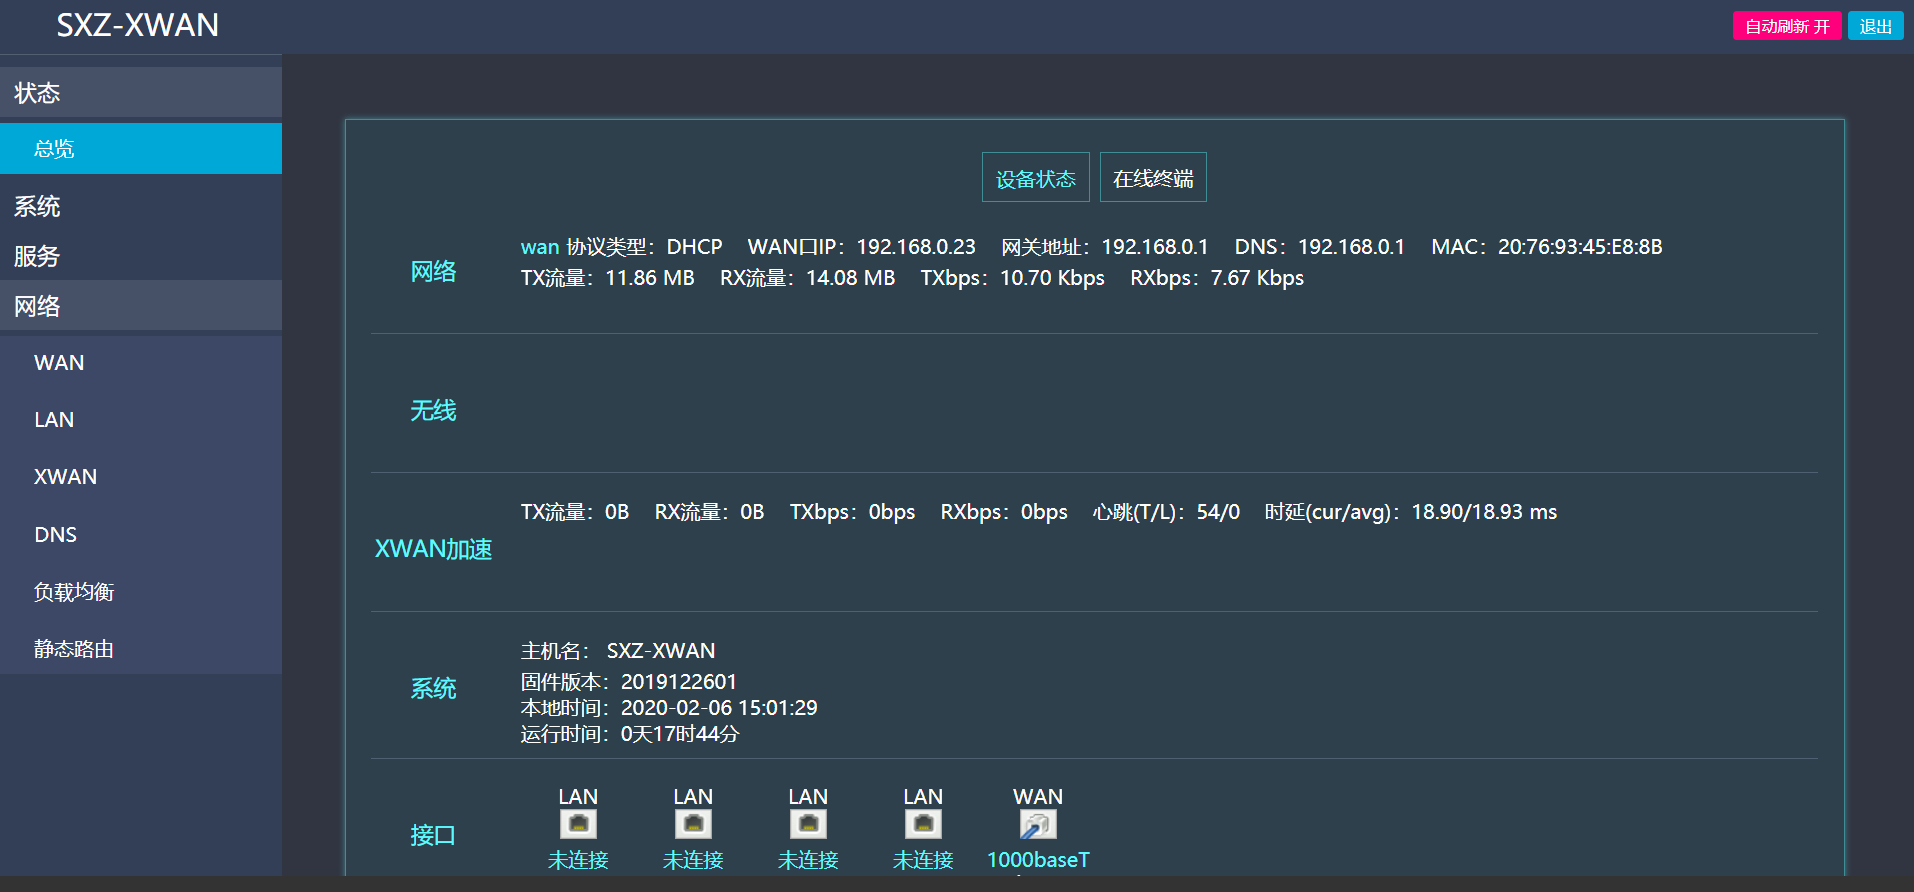 SXZ-XWAN
自动刷新 开
退出
状态
总览
系统
服务
网络
WAN
LAN
XWAN
DNS
负载均衡
静态路由
设备状态
在线终端
网络
wan 协议类型：DHCP WAN口IP：192.168.0.23 网关地址：192.168.0.1 DNS：192.168.0.1 MAC：20:76:93:45:E8:8B
TX流量：11.86 MB RX流量：14.08 MB TXbps：10.70 Kbps RXbps：7.67 Kbps
无线
XWAN加速
TX流量：0B RX流量：0B TXbps：0bps RXbps：0bps 心跳(T/L)：54/0 时延(cur/avg)：18.90/18.93 ms
系统
主机名： SXZ-XWAN
固件版本：2019122601
本地时间：2020-02-06 15:01:29
运行时间：0天17时44分
接口
LAN LAN LAN LAN WAN
未连接 未连接 未连接 未连接 1000baseT